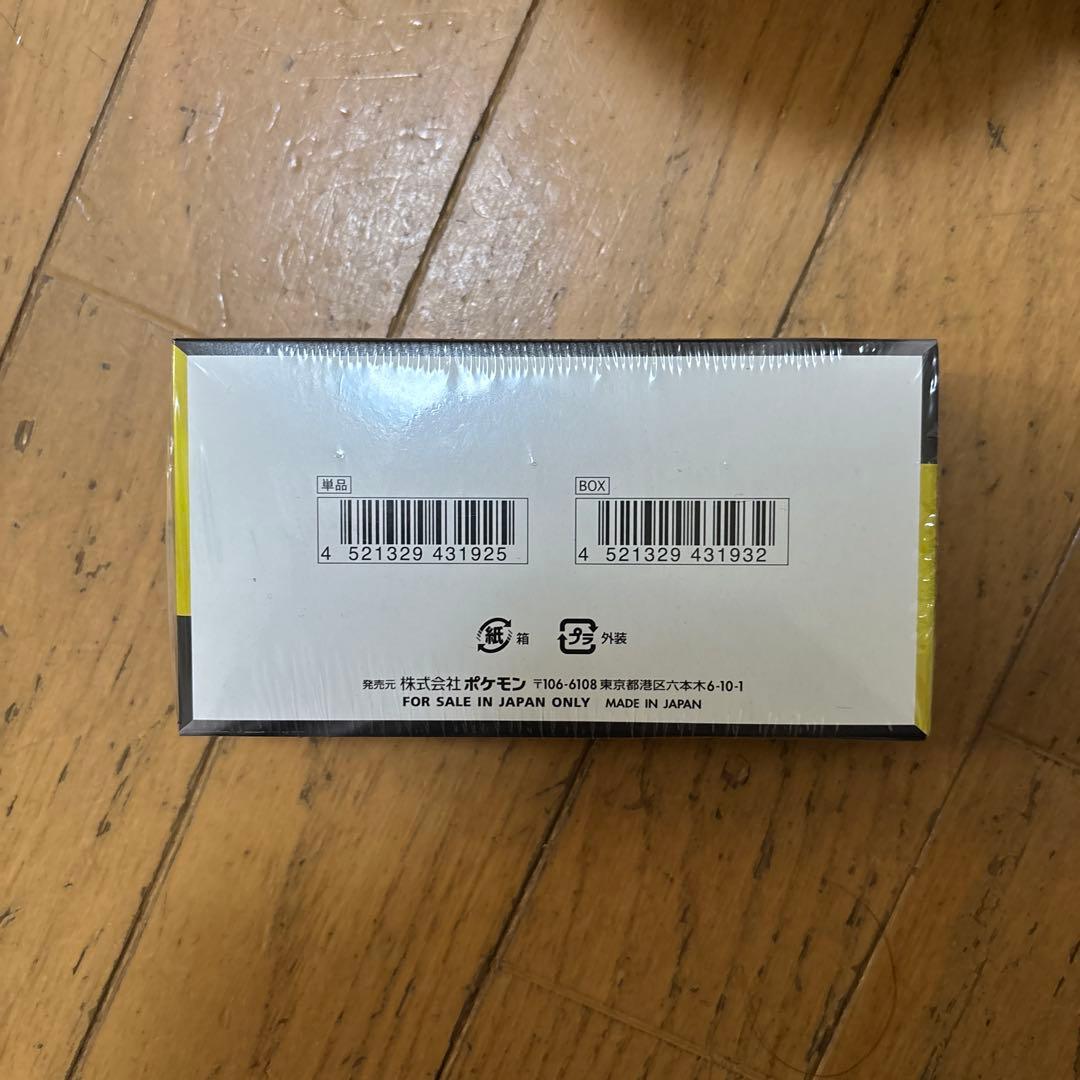 単品
BOX
4 521329 431925
4 521329 431932
紙 箱
プラ 外装
発売元 株式会社ポケモン 〒106-6108 東京都港区六本木6-10-1
FOR SALE IN JAPAN ONLY MADE IN JAPAN